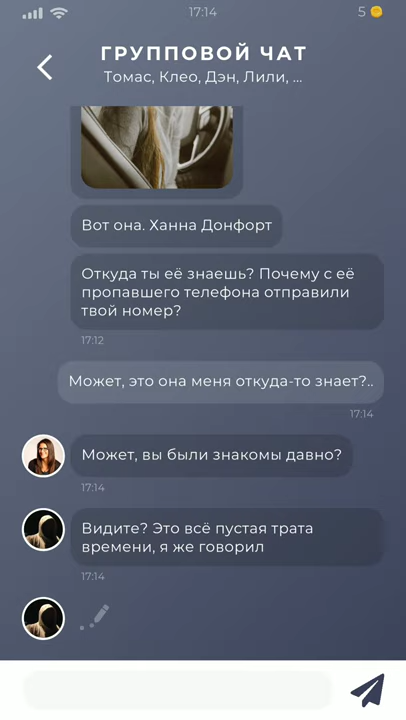 17:14
5
ГРУППОВОЙ ЧАТ
Томас, Клео, Дэн, Лили, ...
Вот она. Ханна Донфорт
Откуда ты её знаешь? Почему с её
пропавшего телефона отправили
твой номер?
17:12
Может, это она меня откуда-то знает?..
17:14
Может, вы были знакомы давно?
17:14
Видите? Это всё пустая трата
времени, я же говорил
17:14